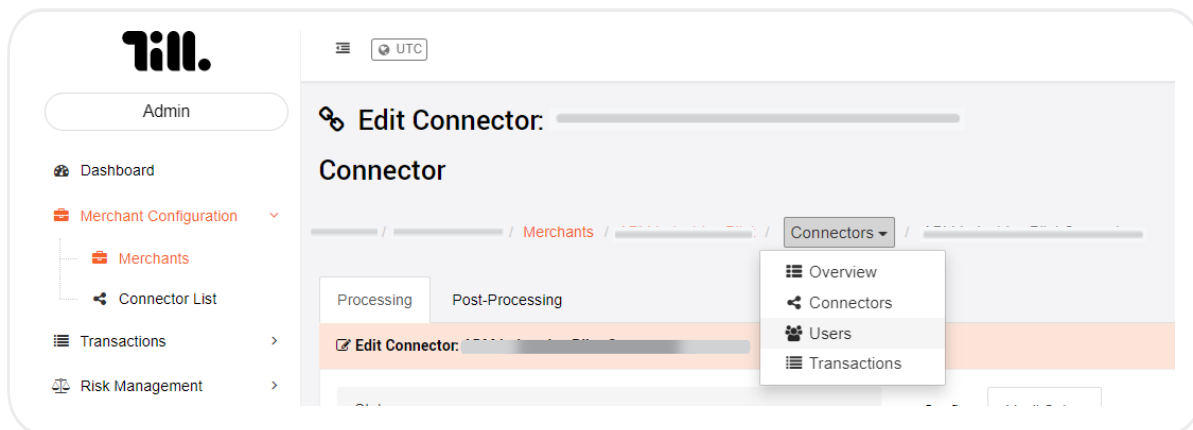 Till.
UTC
Admin
Edit Connector:
Connector
Dashboard
Merchant Configuration
/ / Merchants / / Connectors /
Merchants
Overview
Connector List
Connectors
Processing Post-Processing
Users
Transactions
Edit Connector:
Transactions
Risk Management